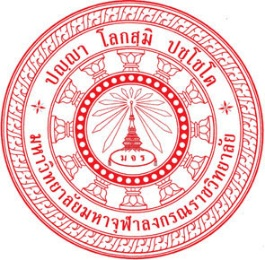 ปญฺญา โลกสฺมิ ปชฺโชโต
มจร
มหาวิทยาลัยมหาจุฬาลงกรณราชวิทยาลัย